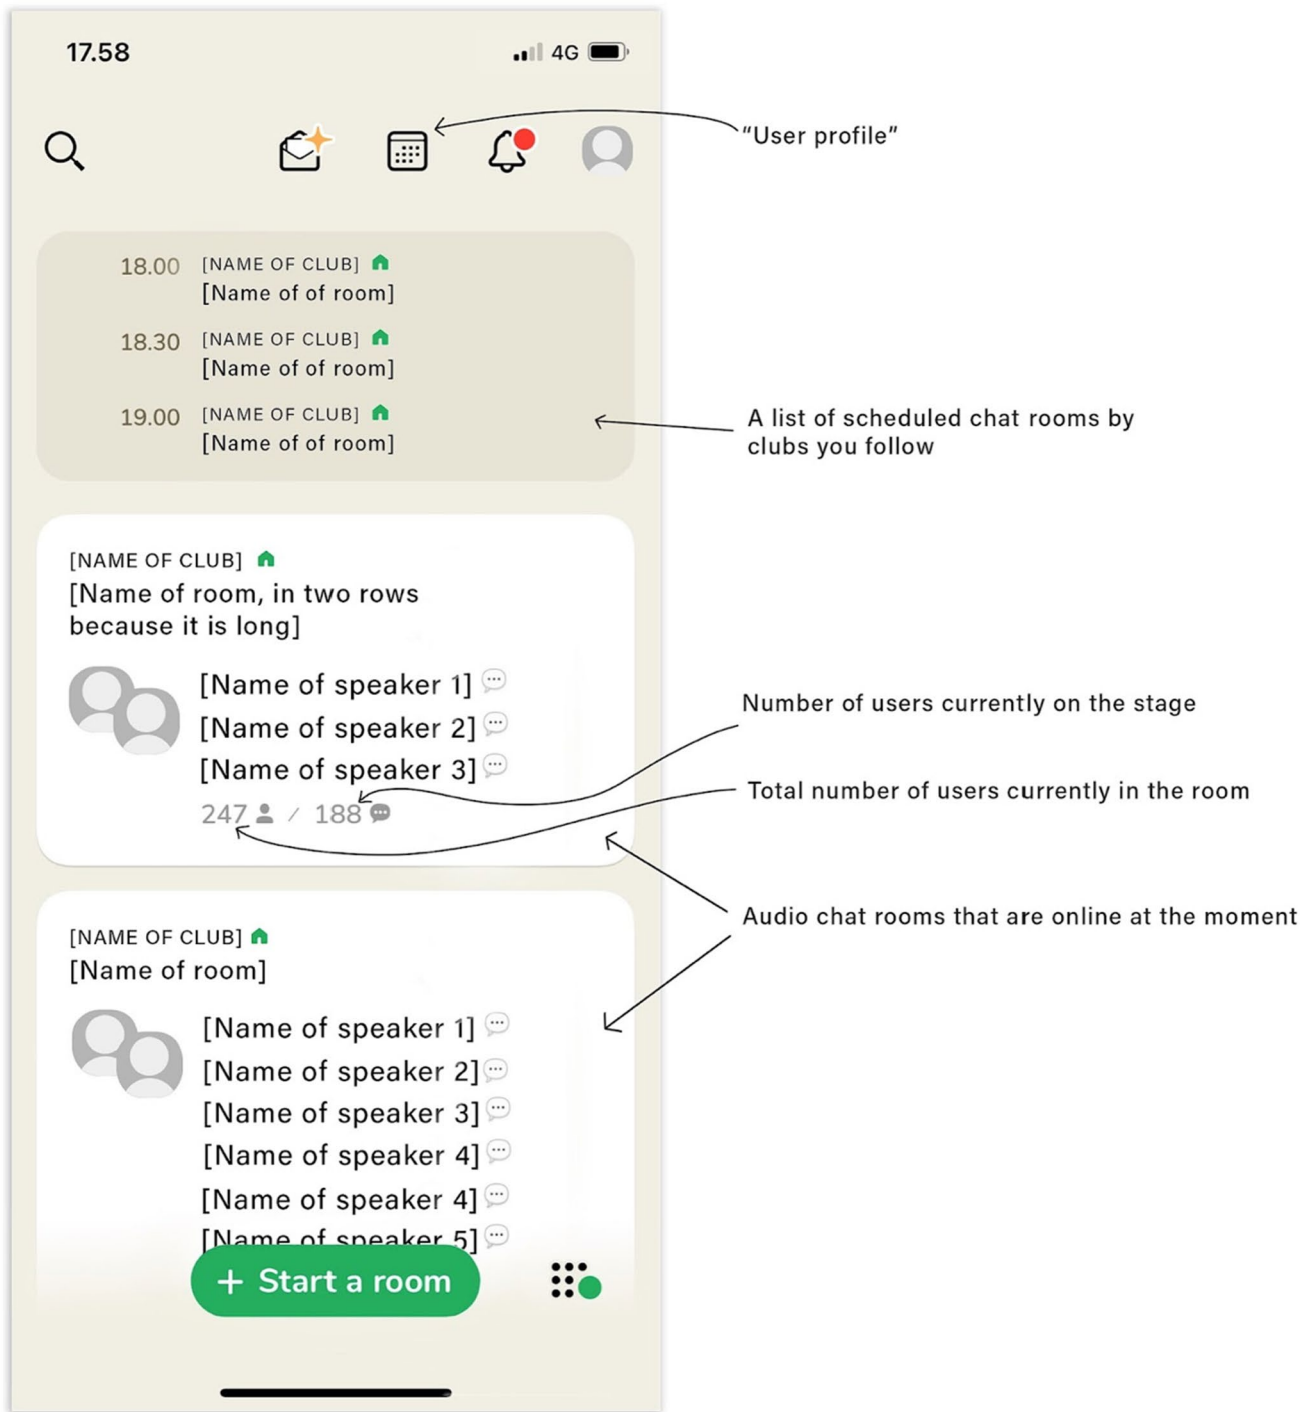 17.58
4G
"User profile"
18.00 [NAME OF CLUB]
[Name of of room]
18.30 [NAME OF CLUB]
[Name of of room]
19.00 [NAME OF CLUB]
[Name of of room]
A list of scheduled chat rooms by
clubs you follow
[NAME OF CLUB]
[Name of room, in two rows
because it is long]
[Name of speaker 1]
[Name of speaker 2]
[Name of speaker 3]
247 / 188
Number of users currently on the stage
Total number of users currently in the room
Audio chat rooms that are online at the moment
[NAME OF CLUB]
[Name of room]
[Name of speaker 1]
[Name of speaker 2]
[Name of speaker 3]
[Name of speaker 4]
[Name of speaker 4]
[Name of speaker 5]
+ Start a room